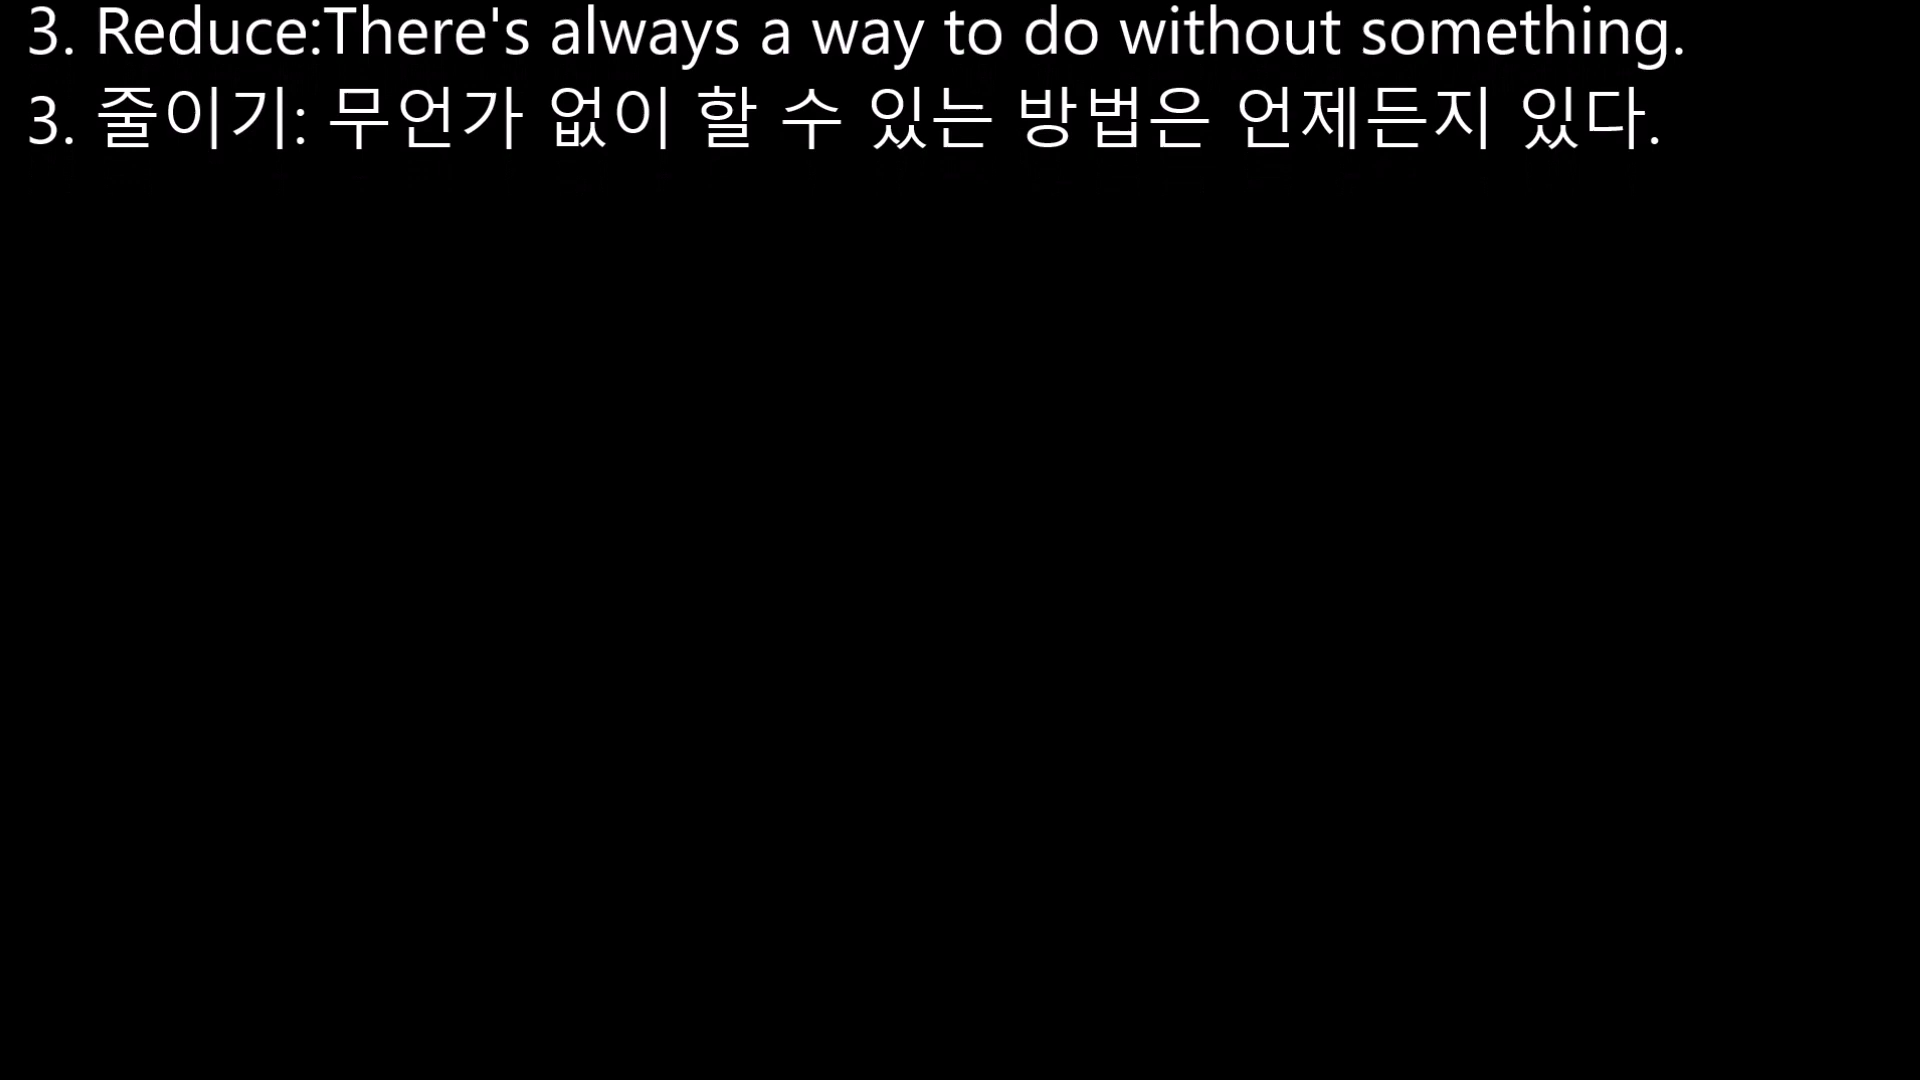 3. Reduce:There's always a way to do without something.
3. 줄이기: 무언가 없이 할 수 있는 방법은 언제든지 있다.